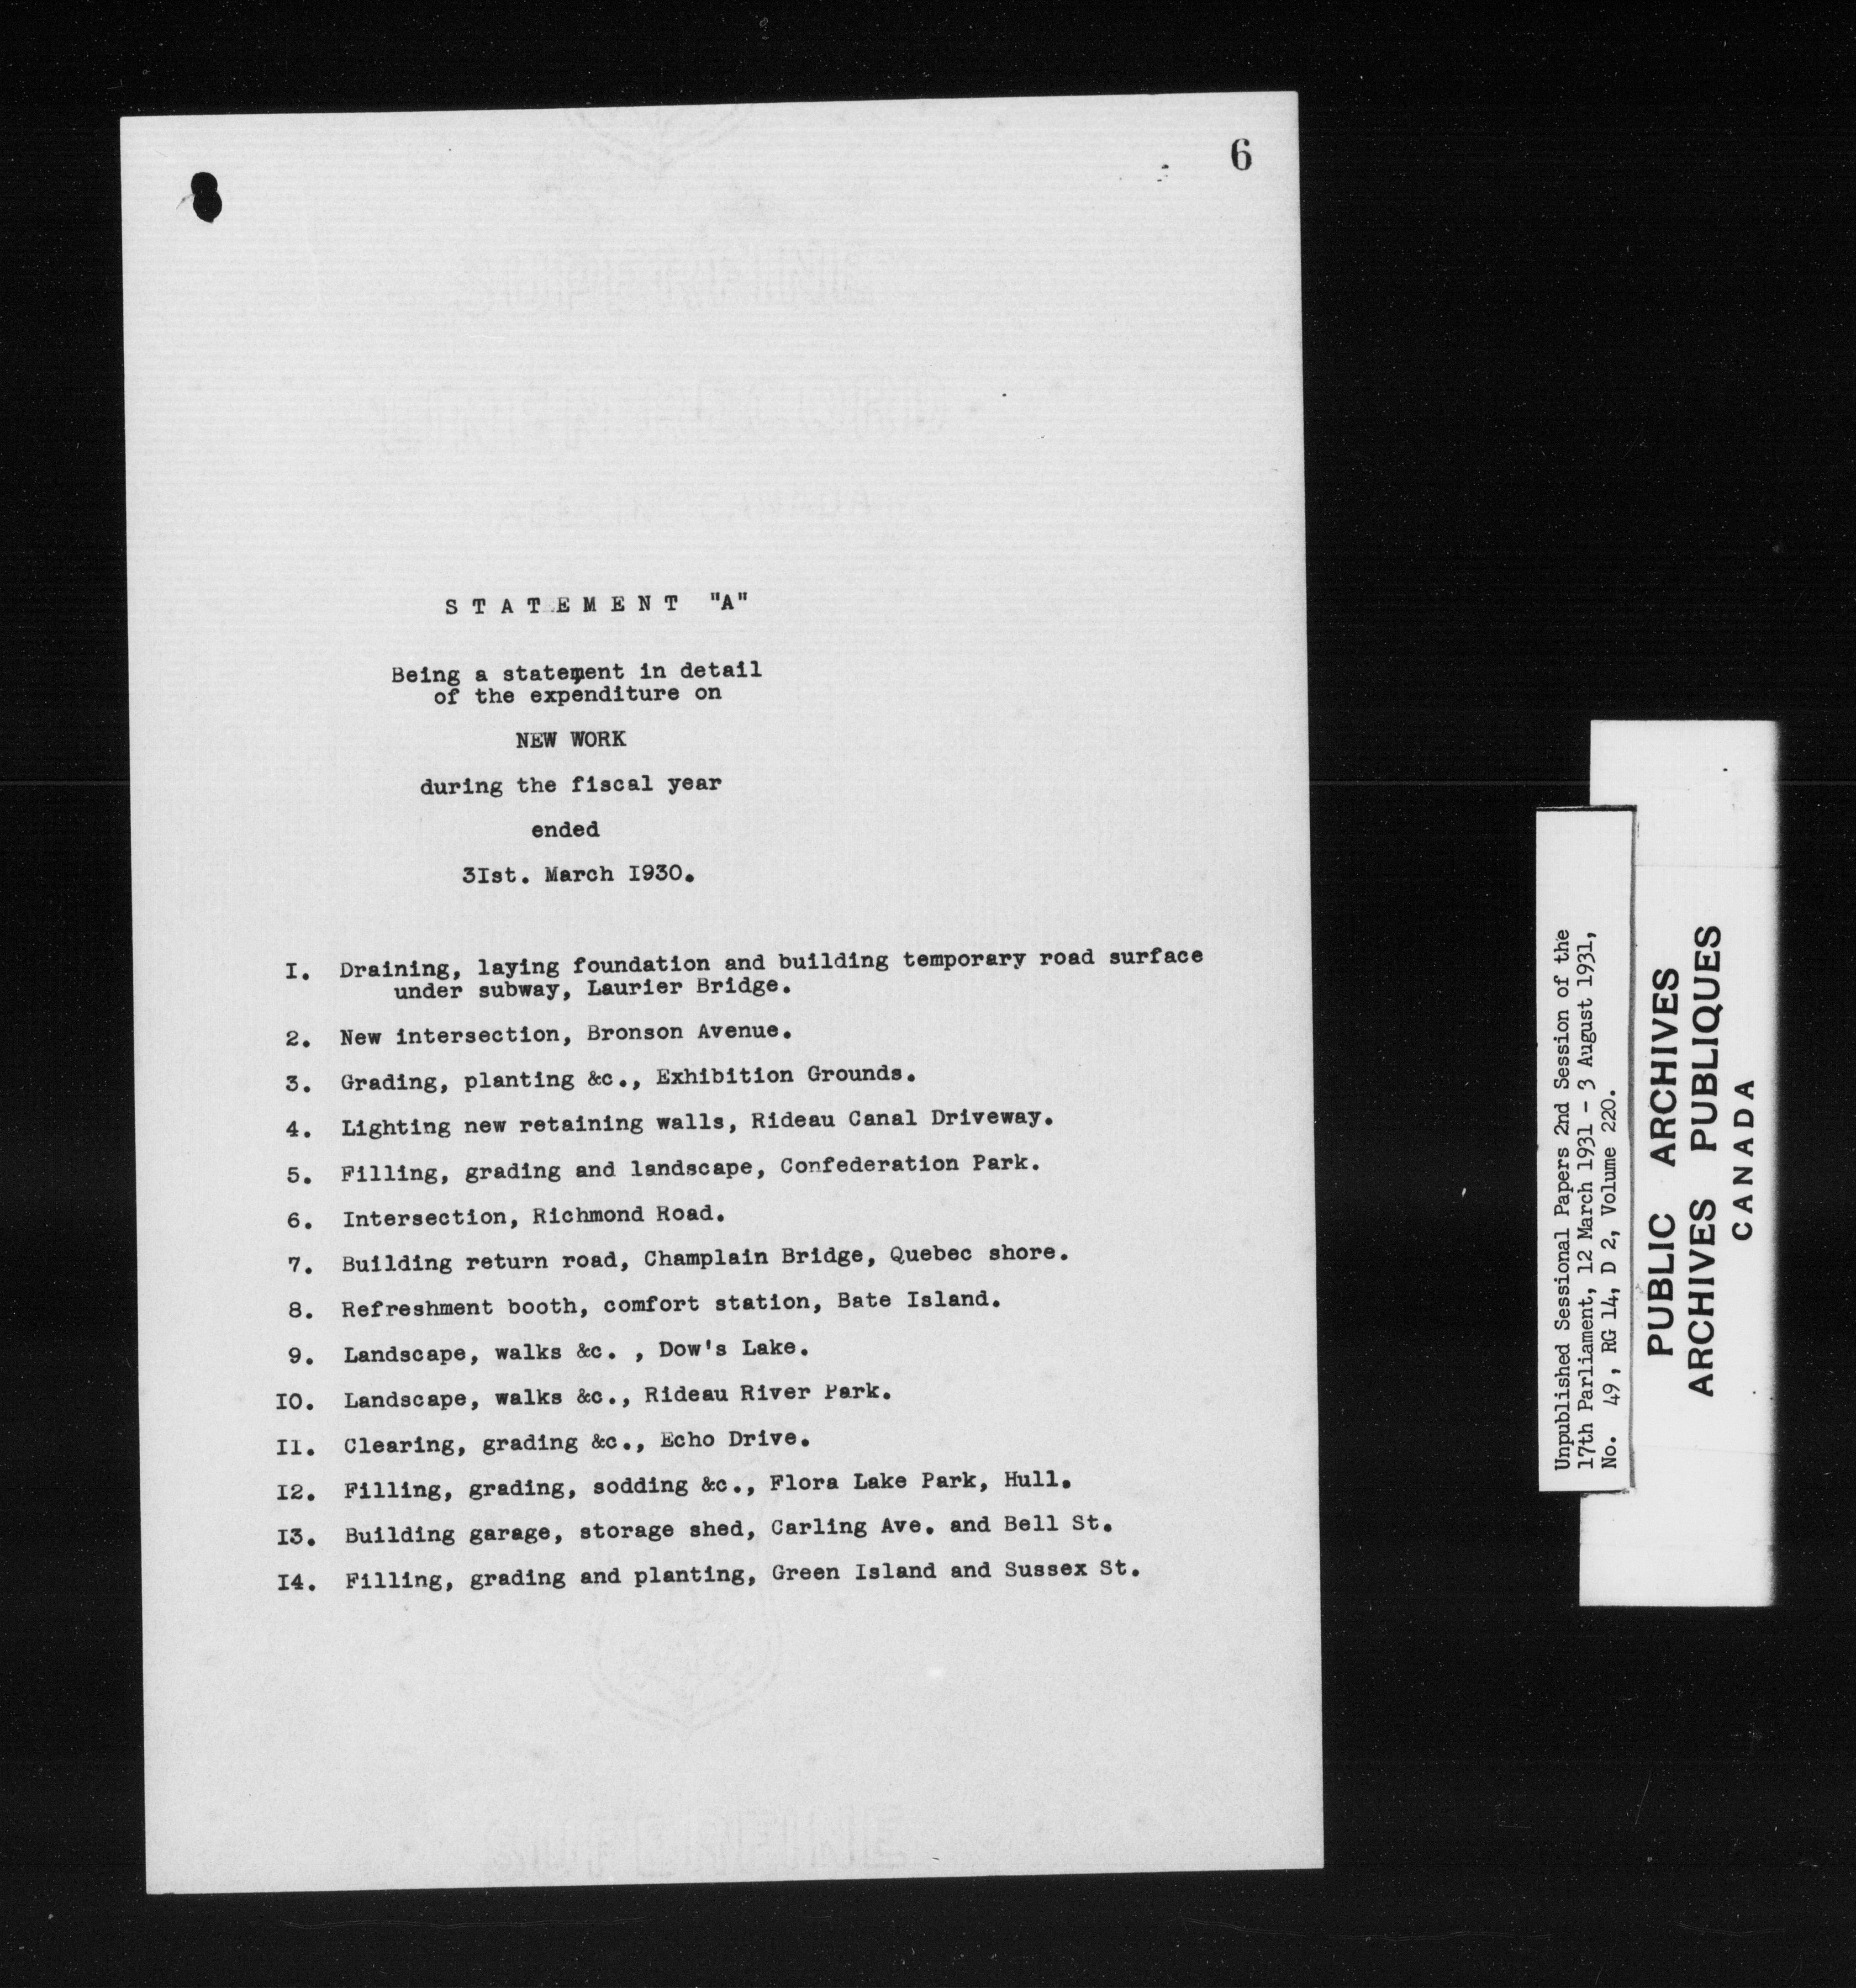 6
S T A T E M E N T "A"
Being a statement in detail
of the expenditure on
NEW WORK
during the fiscal year
ended
3Ist. March I930.
I. Draining, laying foundation and building temporary road surface
under subway, Laurier Bridge.
2. New intersection, Bronson Avenue.
3. Grading, planting &c., Exhibition Grounds.
4. Lighting new retaining walls, Rideau Canal Driveway.
5. Filling, grading and landscape, Confederation Park.
6. Intersection, Richmond Road.
7. Building return road, Champlain Bridge, Quebec shore.
8. Refreshment booth, comfort station, Bate Island.
9. Landscape, walks &c. , Dow's Lake.
I0. Landscape, walks &c., Rideau River Park.
II. Clearing, grading &c., Echo Drive.
I2. Filling, grading, sodding &c., Flora Lake Park, Hull.
I3. Building garage, storage shed, Carling Ave. and Bell St.
I4. Filling, grading and planting, Green Island and Sussex St.
Unpublished Sessional Papers 2nd Session of the
17th Parliament, 12 March 1931 - 3 August 1931,
No. 49, RG 14, D 2, Volume 220.
PUBLIC ARCHIVES
ARCHIVES PUBLIQUES
CANADA